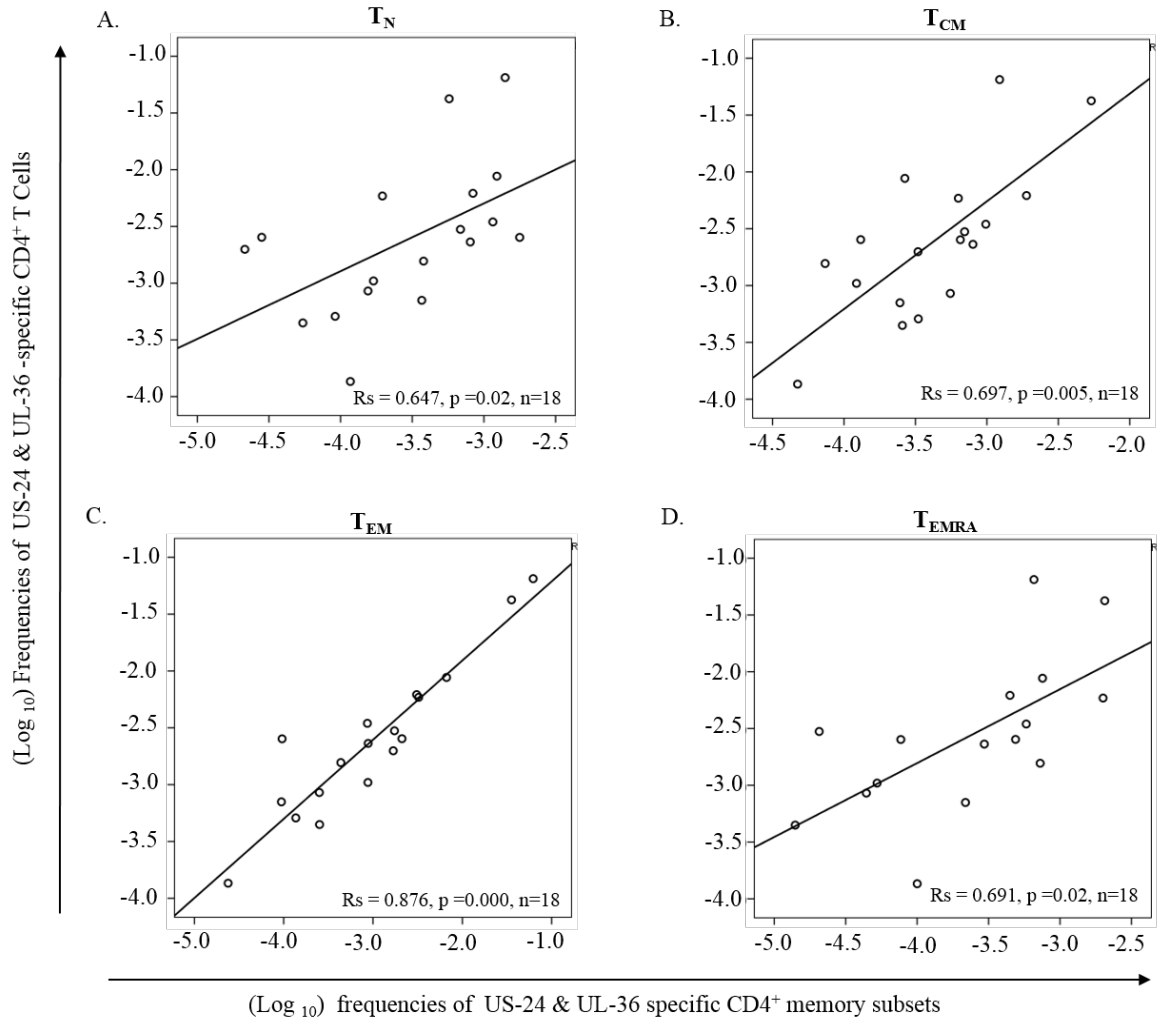 A.
T_N
-1.0
-1.5
-2.0
-2.5
-3.0
-3.5
-4.0
Rs = 0.647, p =0.02, n=18
-5.0 -4.5 -4.0 -3.5 -3.0 -2.5
B.
T_CM
R
-1.0
-1.5
-2.0
-2.5
-3.0
-3.5
-4.0
Rs = 0.697, p =0.005, n=18
-4.5 -4.0 -3.5 -3.0 -2.5 -2.0
C.
T_EM
R
-1.0
-1.5
-2.0
-2.5
-3.0
-3.5
-4.0
Rs = 0.876, p =0.000, n=18
-5.0 -4.0 -3.0 -2.0 -1.0
D.
T_EMRA
R
-1.0
-1.5
-2.0
-2.5
-3.0
-3.5
-4.0
Rs = 0.691, p =0.02, n=18
-5.0 -4.5 -4.0 -3.5 -3.0 -2.5
(Log ₁₀) Frequencies of US-24 & UL-36 -specific CD4⁺ T Cells
(Log ₁₀) frequencies of US-24 & UL-36 specific CD4⁺ memory subsets